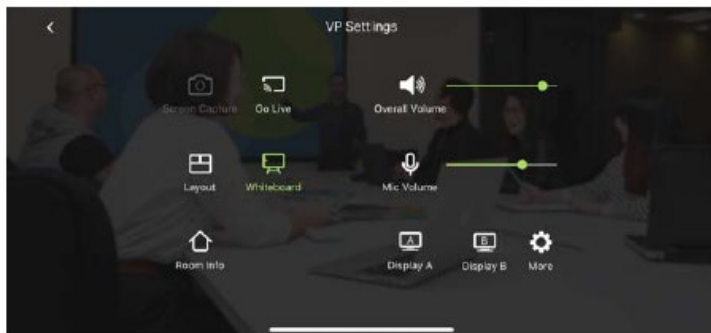 VP Settings
Screen Capture
Go Live
Overall Volume
Layout
Whiteboard
Mic Volume
Room Info
A
Display A
B
Display B
More